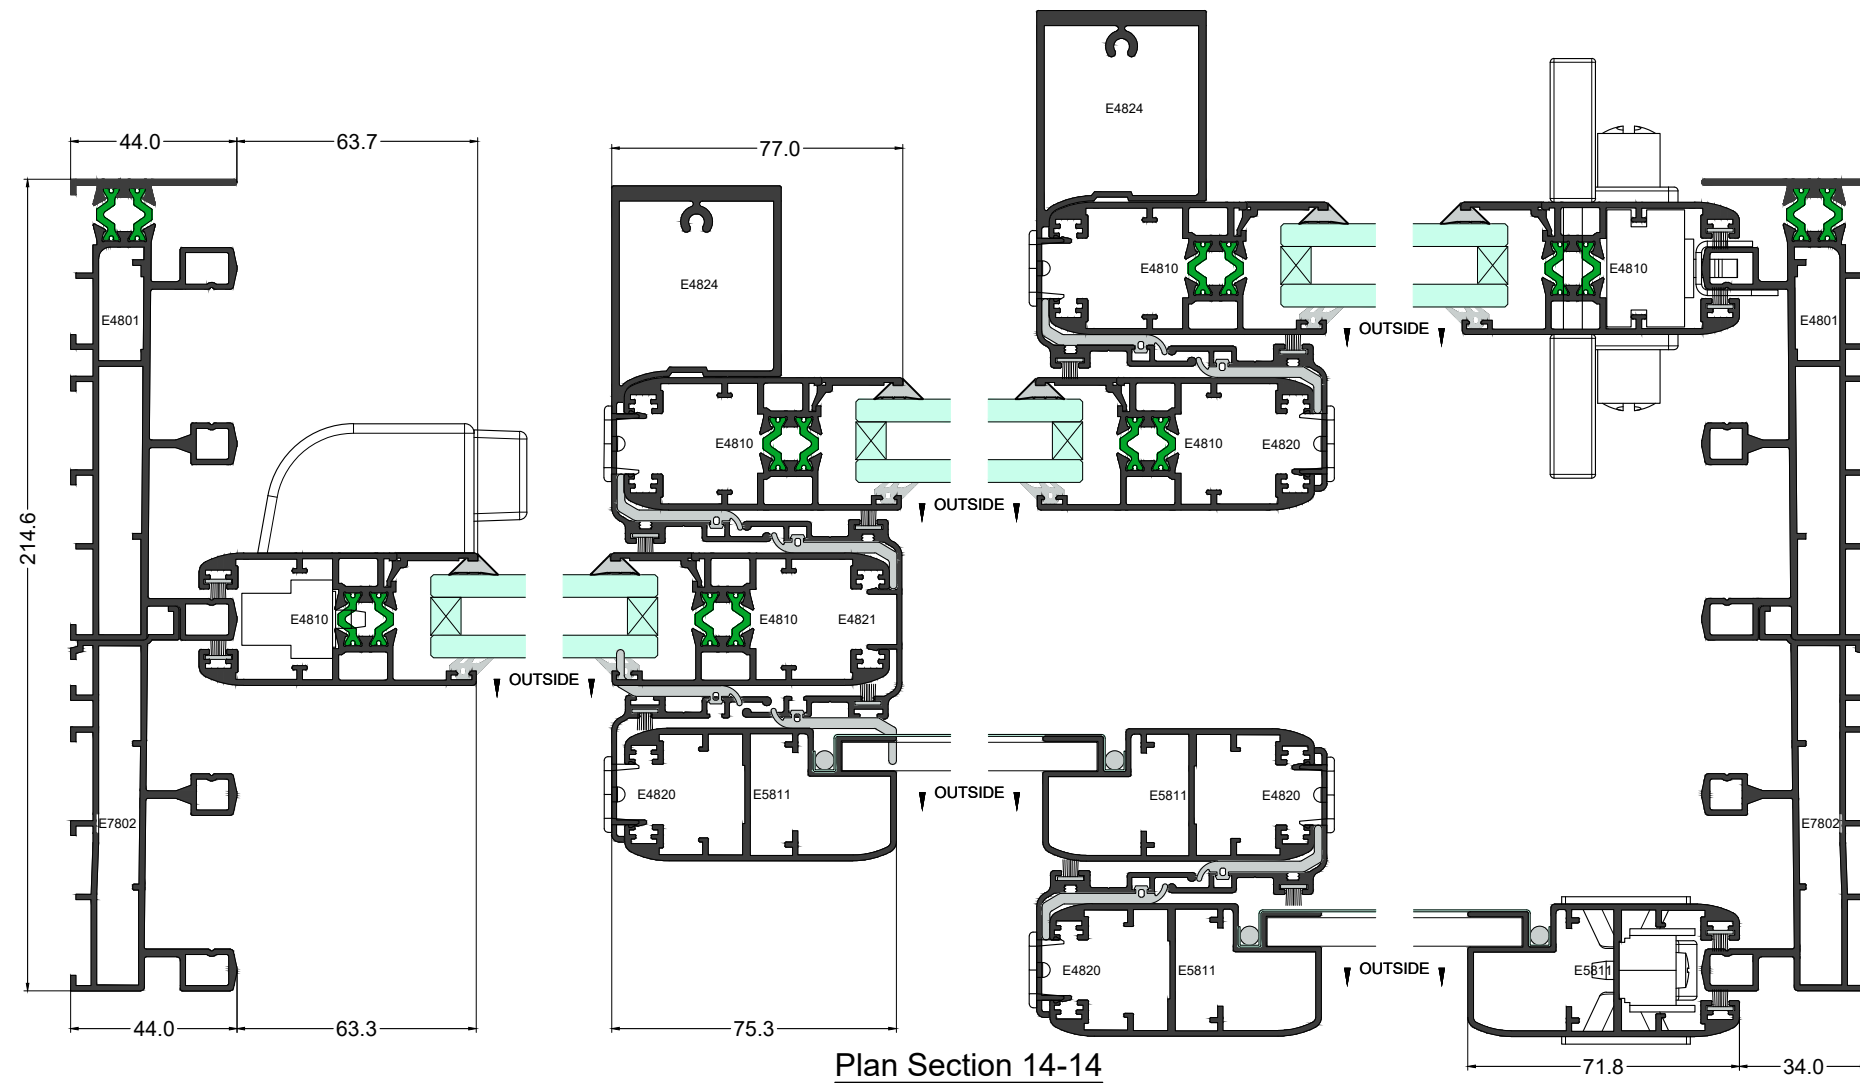 E4824
44.0 63.7 77.0
E4824
E4810 E4810
E4801 E4801
OUTSIDE
E4810 E4810 E4820
OUTSIDE
214.6
E4810 E4810 E4821
OUTSIDE
E4820 E5811 E5811 E4820
OUTSIDE
E7802 E7802
E4820 E5811 E5811
OUTSIDE
44.0 63.3 75.3
Plan Section 14-14
71.8 34.0